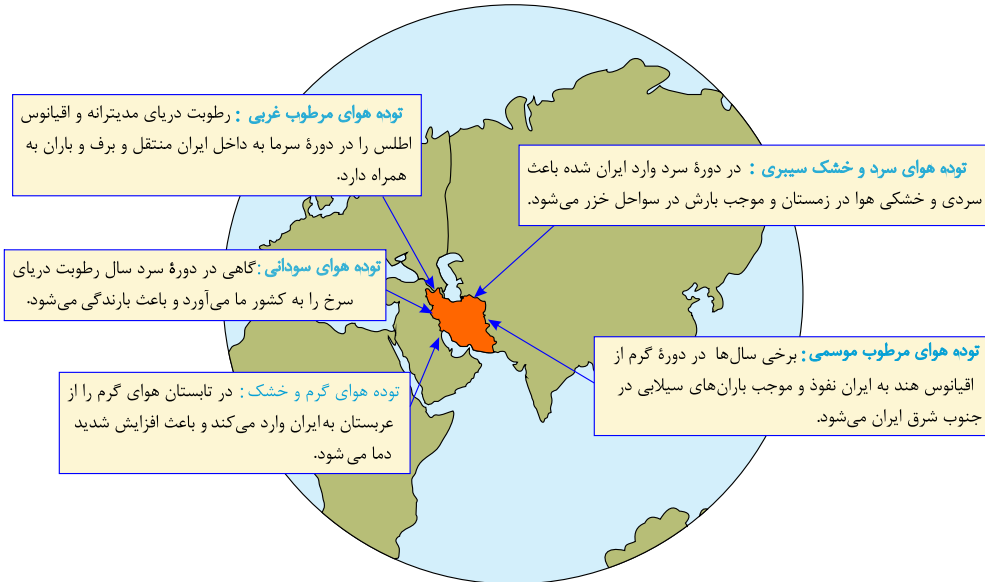 توده هوای مرطوب غربی : رطوبت دریای مدیترانه و اقیانوس
اطلس را در دورهٔ سرما به داخل ایران منتقل و برف و باران به
همراه دارد.
توده هوای سرد و خشک سیبری : در دورهٔ سرد وارد ایران شده باعث
سردی و خشکی هوا در زمستان و موجب بارش در سواحل خزر می‌شود.
توده هوای سودانی: گاهی در دورهٔ سرد سال رطوبت دریای
سرخ را به کشور ما می‌آورد و باعث بارندگی می‌شود.
توده هوای مرطوب موسمی: برخی سال‌ها در دورهٔ گرم از
اقیانوس هند به ایران نفوذ و موجب باران‌های سیلابی در
جنوب شرق ایران می‌شود.
توده هوای گرم و خشک: در تابستان هوای گرم را از
عربستان به‌ایران وارد می‌کند و باعث افزایش شدید
دما می‌شود.